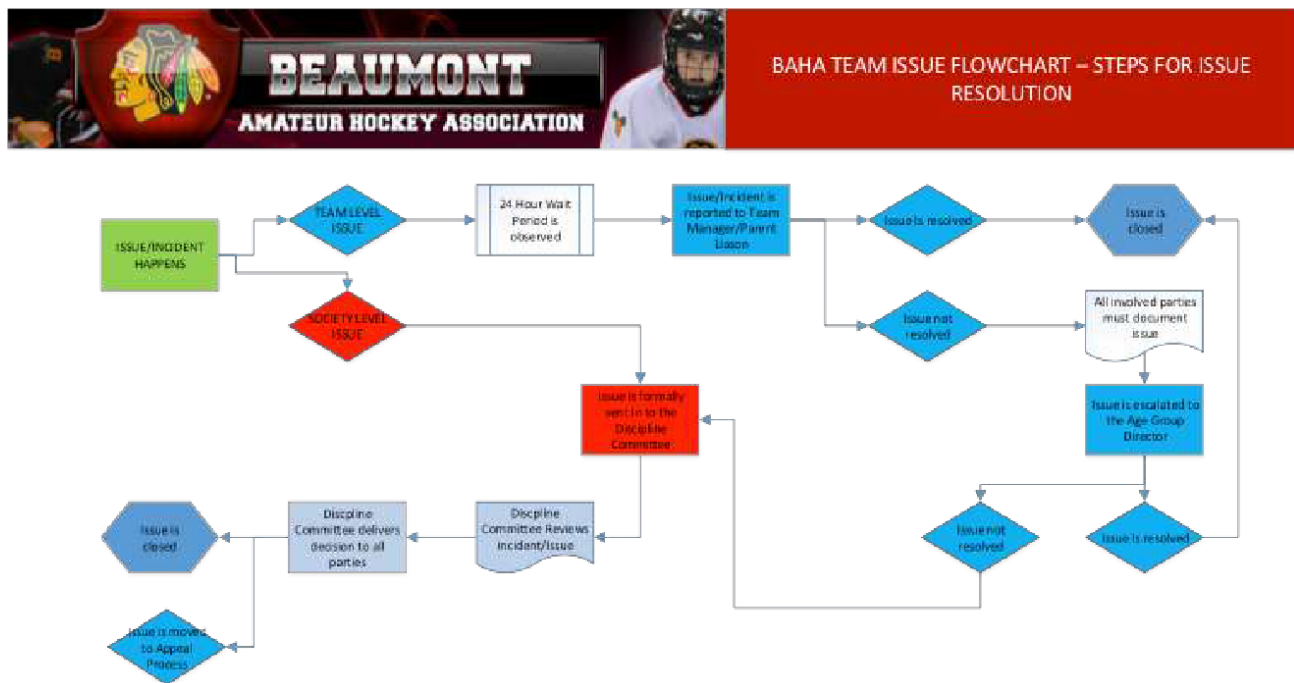 BEAUMONT
AMATEUR HOCKEY ASSOCIATION
BAHA TEAM ISSUE FLOWCHART – STEPS FOR ISSUE
RESOLUTION
ISSUE/INCIDENT
HAPPENS
TEAM LEVEL
ISSUE
24 Hour Wait
Period is
observed
Issue/Incident is
reported to Team
Manager/Parent
Liason
Issue is resolved
Issue is
closed
SOCIETY LEVEL
ISSUE
Issue not
resolved
All involved parties
must document
issue
Issue is formally
sent in to the
Discipline
Committee
Issue is escalated to
the Age Group
Director
Issue is
closed
Discpline
Committee delivers
decision to all
parties
Discpline
Committee Reviews
incident/Issue
Issue not
resolved
Issue is resolved
Issue is moved
to Appeal
Process